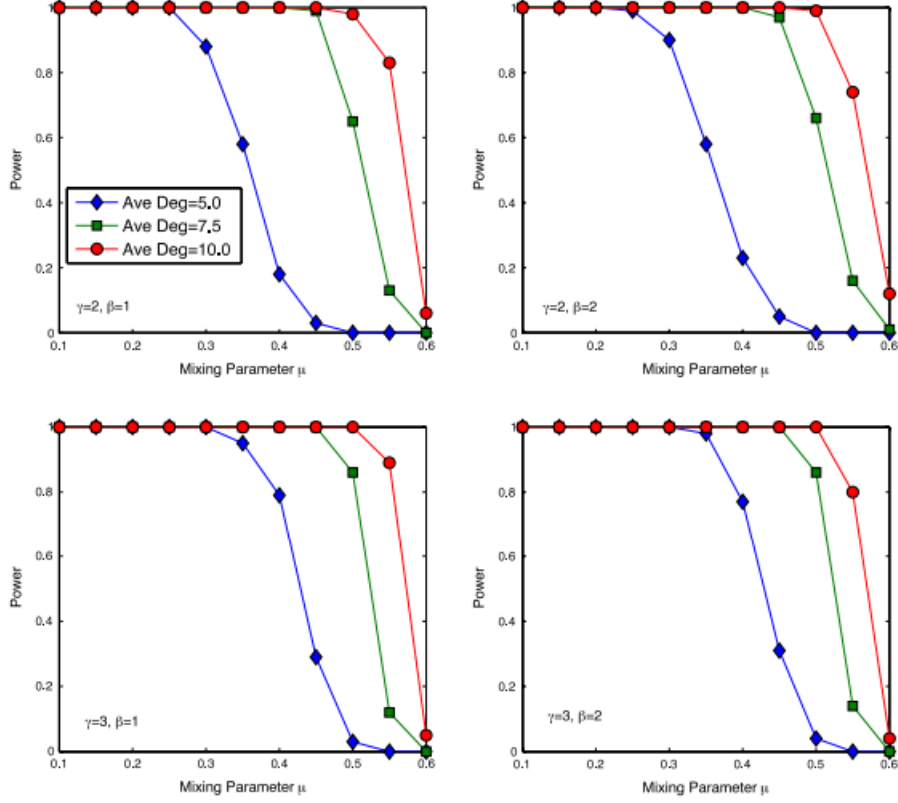 1
0.8
0.6
0.4
0.2
0
Power
Ave Deg=5.0
Ave Deg=7.5
Ave Deg=10.0
γ=2, β=1
0.1 0.2 0.3 0.4 0.5 0.6
Mixing Parameter μ
1
0.8
0.6
0.4
0.2
0
Power
γ=2, β=2
0.1 0.2 0.3 0.4 0.5 0.6
Mixing Parameter μ
1
0.8
0.6
0.4
0.2
0
Power
γ=3, β=1
0.1 0.2 0.3 0.4 0.5 0.6
Mixing Parameter μ
1
0.8
0.6
0.4
0.2
0
Power
γ=3, β=2
0.1 0.2 0.3 0.4 0.5 0.6
Mixing Parameter μ